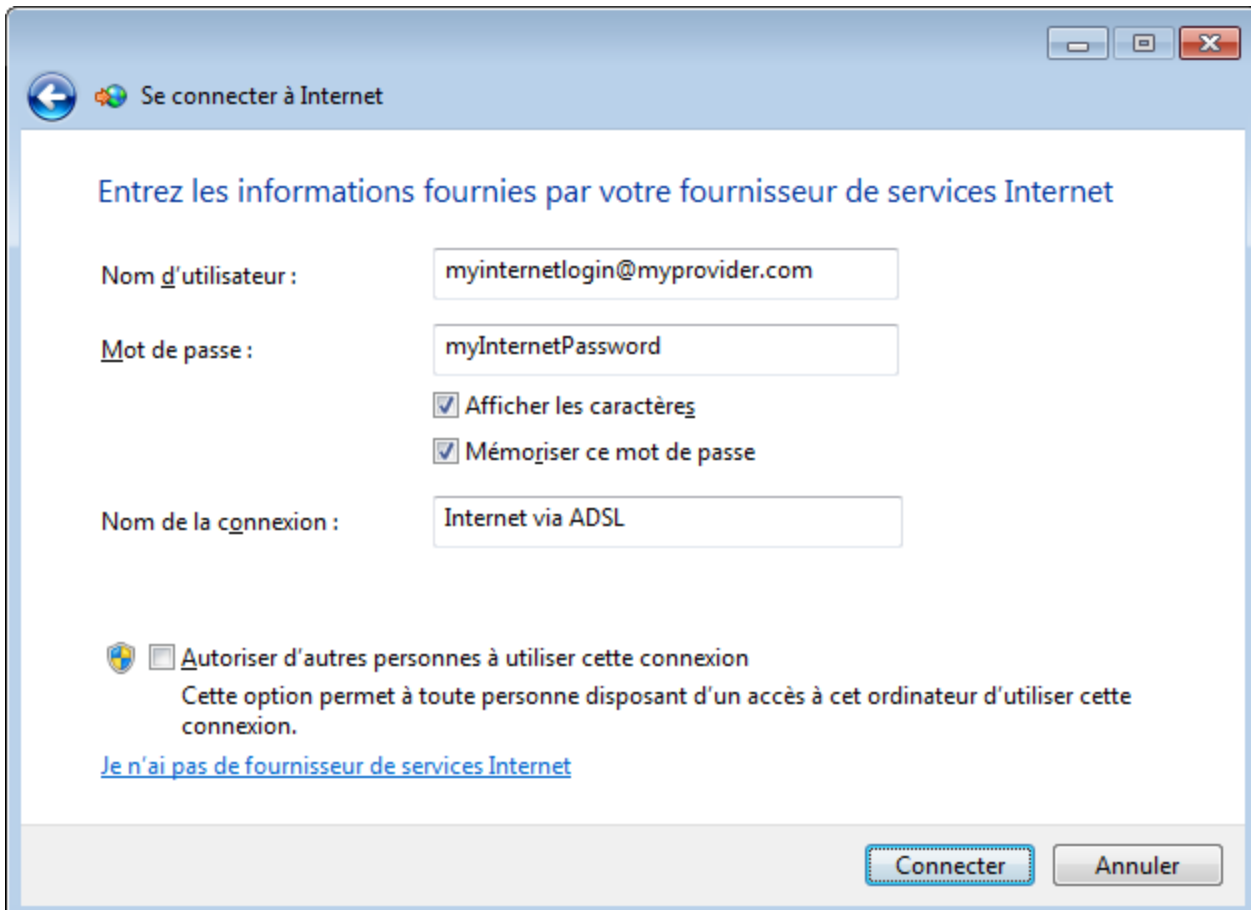 Se connecter à Internet
Entrez les informations fournies par votre fournisseur de services Internet
Nom d'utilisateur :
myinternetlogin@myprovider.com
Mot de passe :
myInternetPassword
Afficher les caractères
Mémoriser ce mot de passe
Nom de la connexion :
Internet via ADSL
Autoriser d'autres personnes à utiliser cette connexion
Cette option permet à toute personne disposant d'un accès à cet ordinateur d'utiliser cette
connexion.
Je n'ai pas de fournisseur de services Internet
Connecter
Annuler